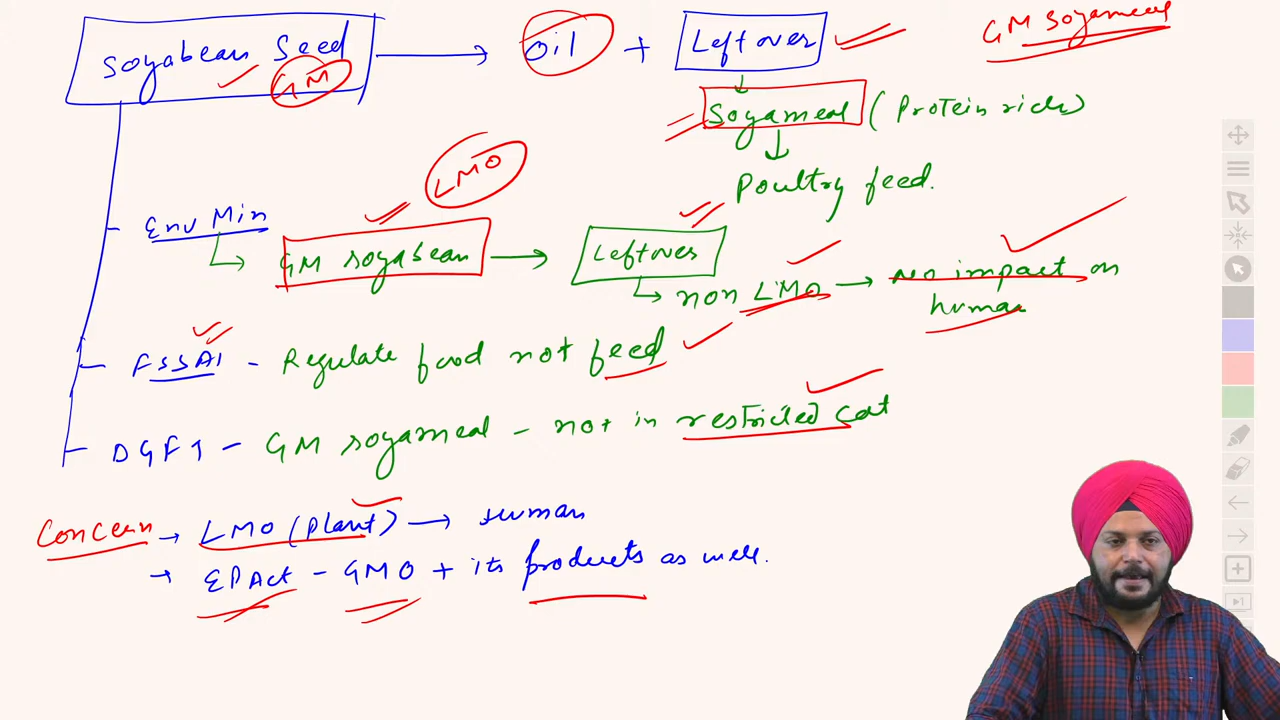 GM Soyameal
Soyabean Seed → Oil + Leftover
GM
Soyameal (Protein rich)
LMO
Poultry feed.
Env Min
GM soyabean → Leftover
non LMO → no impact on
human
FSSAI - Regulate food not feed
DGFT - GM soyameal - not in restricted cat
Concern → LMO (Plant) → Human
→ EPAct - GMO + its products as well.